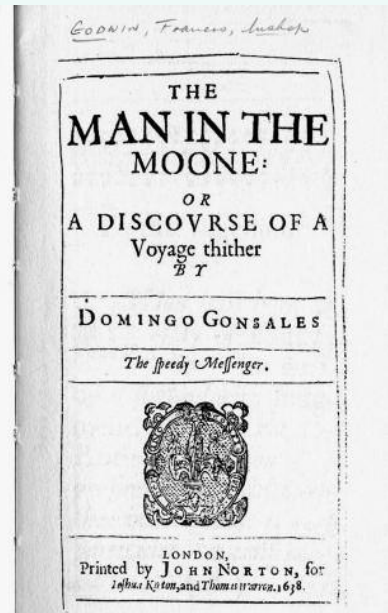 GODWIN, Francis, bishop
THE
MAN IN THE
MOONE:
OR
A DISCOVRSE OF A
Voyage thither
BY
DOMINGO GONSALES
The ſpeedy Meſſenger.
LONDON,
Printed by JOHN NORTON, for
Ioſhua Kirton, and Thomas Warren. 1638.